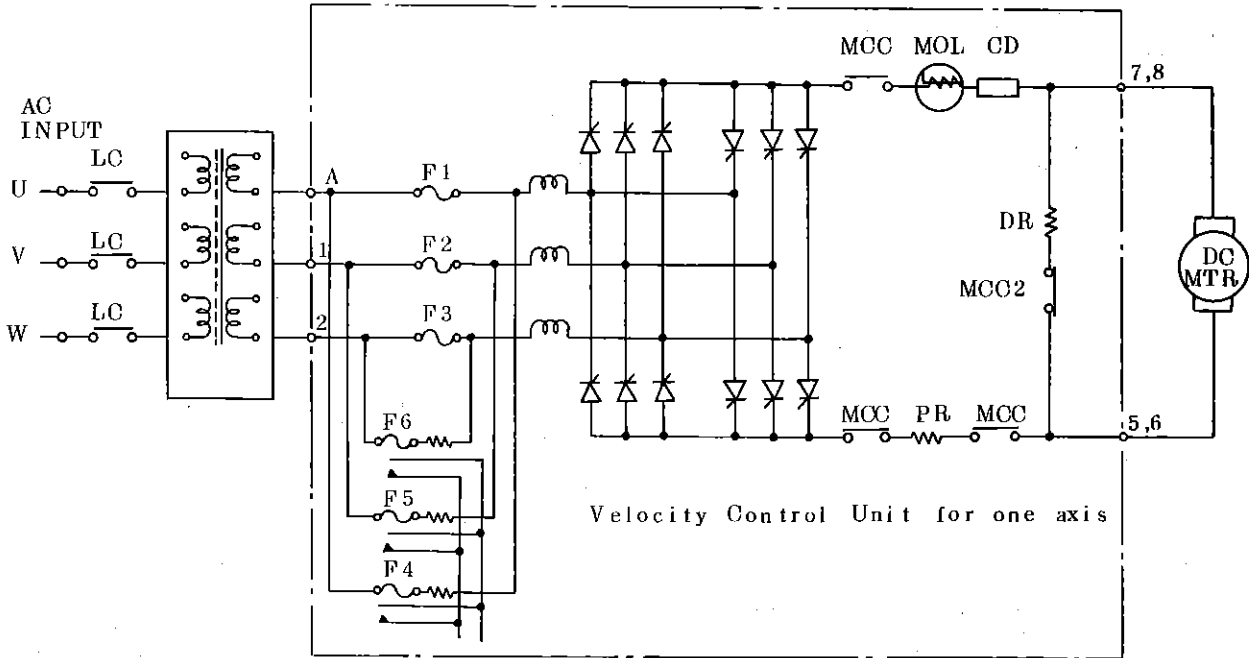 MCC MOL CD
7,8
AC
INPUT
LC
U
A
F1
LC
V
1
F2
DR
DC
MTR
MCC2
LC
W
2
F3
F6
MCC PR MCC
5,6
F5
Velocity Control Unit for one axis
F4